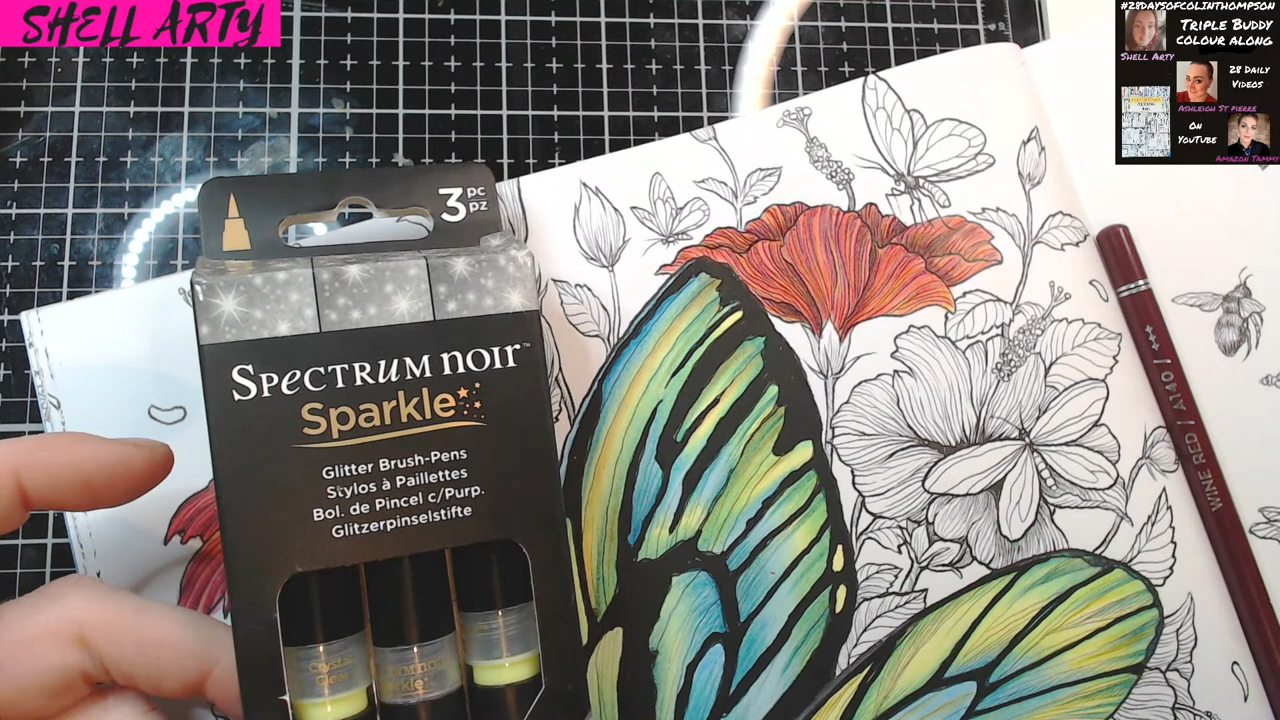 SHELL ARTY
#28DAYSOFCOLINTHOMPSON
TRIPLE BUDDY
COLOUR ALONG
SHELL ARTY
28 DAILY
VIDEOS
ASHLEIGH ST PIERRE
ON
YOUTUBE
AMAZON TAMMY
3 pc
pz
SPECTRUM NOIR™
Sparkle
Glitter Brush-Pens
Stylos à Paillettes
Bol. de Pincel c/Purp.
Glitzerpinselstifte
Crystal
Clear
Sparkle
WINE RED / A140 / +++